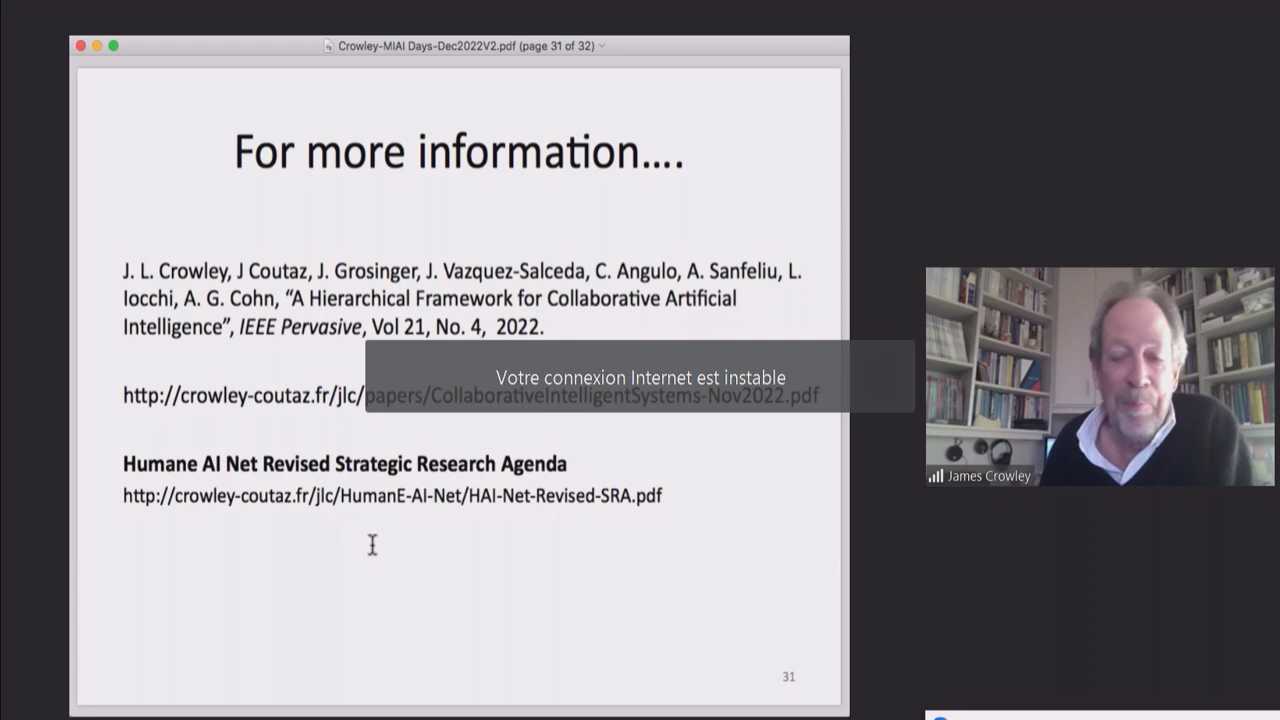 Crowley-MIAI Days-Dec2022V2.pdf (page 31 of 32)
For more information....
J. L. Crowley, J Coutaz, J. Grosinger, J. Vazquez-Salceda, C. Angulo, A. Sanfeliu, L.
Iocchi, A. G. Cohn, “A Hierarchical Framework for Collaborative Artificial
Intelligence”, IEEE Pervasive, Vol 21, No. 4, 2022.
Votre connexion Internet est instable
http://crowley-coutaz.fr/jlc/papers/CollaborativeIntelligentSystems-Nov2022.pdf
Humane AI Net Revised Strategic Research Agenda
http://crowley-coutaz.fr/jlc/HumanE-AI-Net/HAI-Net-Revised-SRA.pdf
31
James Crowley